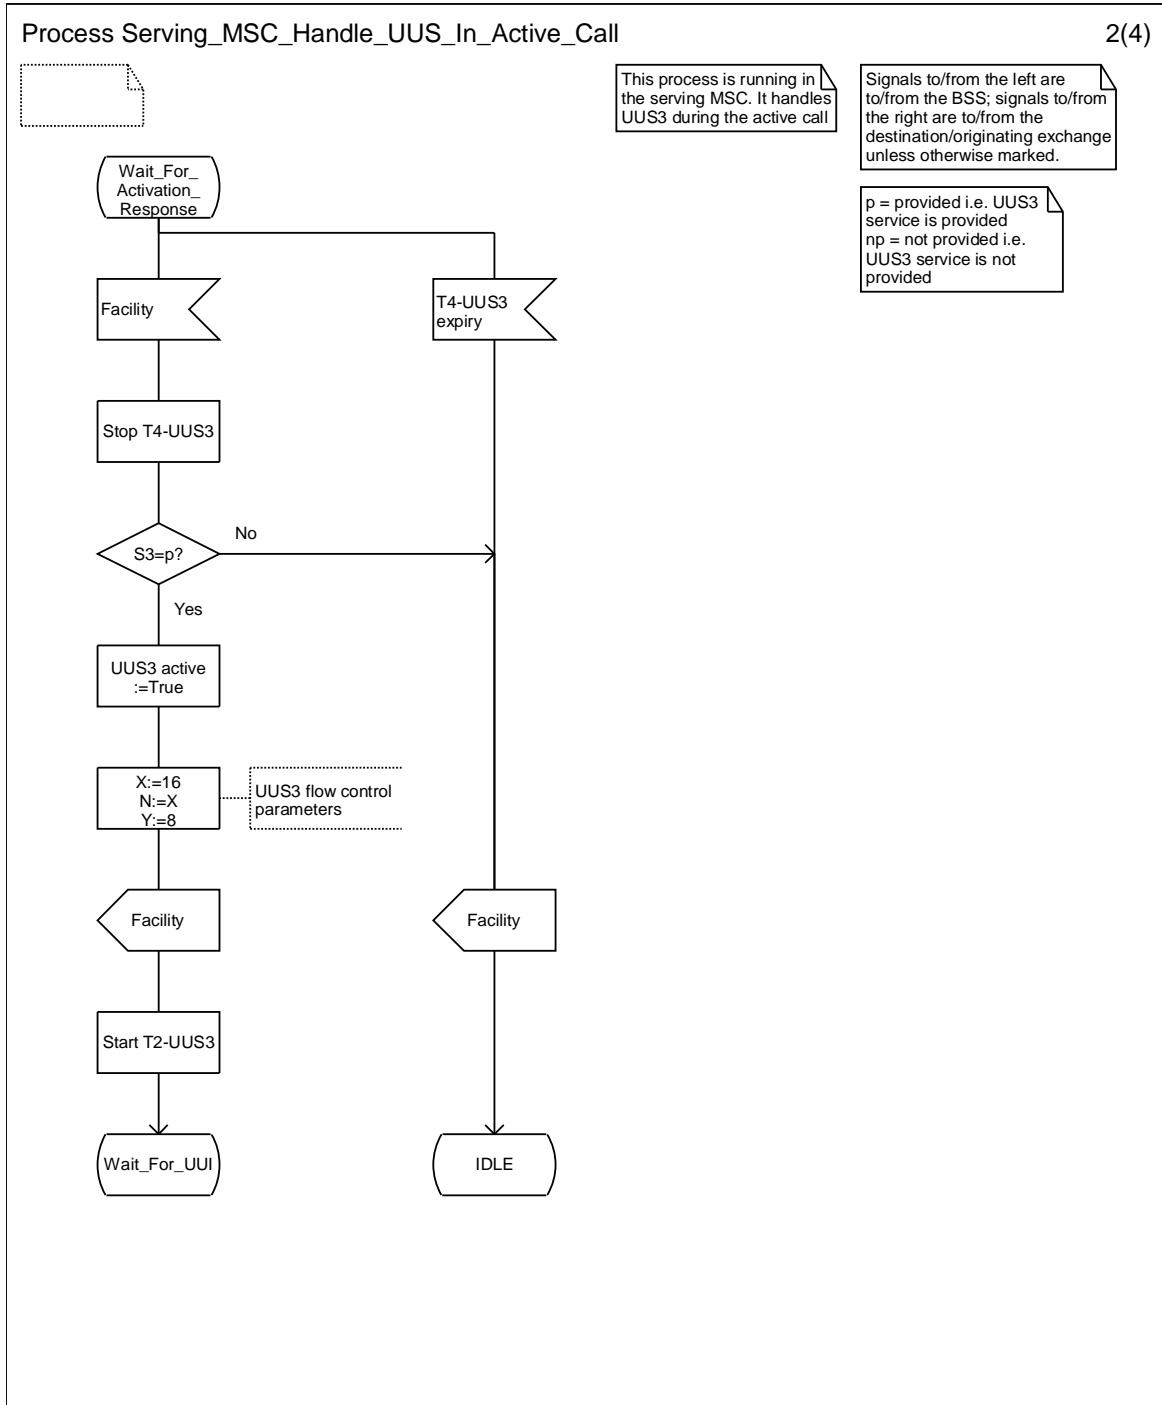 Process Serving_MSC_Handle_UUS_In_Active_Call
2(4)
This process is running in
the serving MSC. It handles
UUS3 during the active call
Signals to/from the left are
to/from the BSS; signals to/from
the right are to/from the
destination/originating exchange
unless otherwise marked.
p = provided i.e. UUS3
service is provided
np = not provided i.e.
UUS3 service is not
provided
Wait_For_
Activation_
Response
Facility
T4-UUS3
expiry
Stop T4-UUS3
S3=p?
No
Yes
UUS3 active
:=True
X:=16
N:=X
Y:=8
UUS3 flow control
parameters
Facility
Facility
Start T2-UUS3
Wait_For_UUI
IDLE